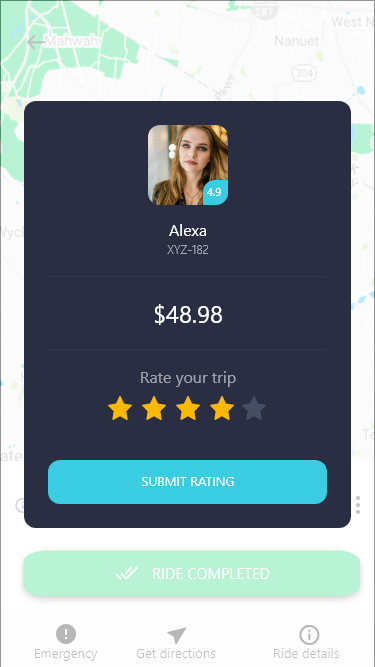 West N
287
Mahwah
Nanuet
304
4.9
Alexa
XYZ-182
$48.98
Rate your trip
SUBMIT RATING
RIDE COMPLETED
Emergency
Get directions
Ride details